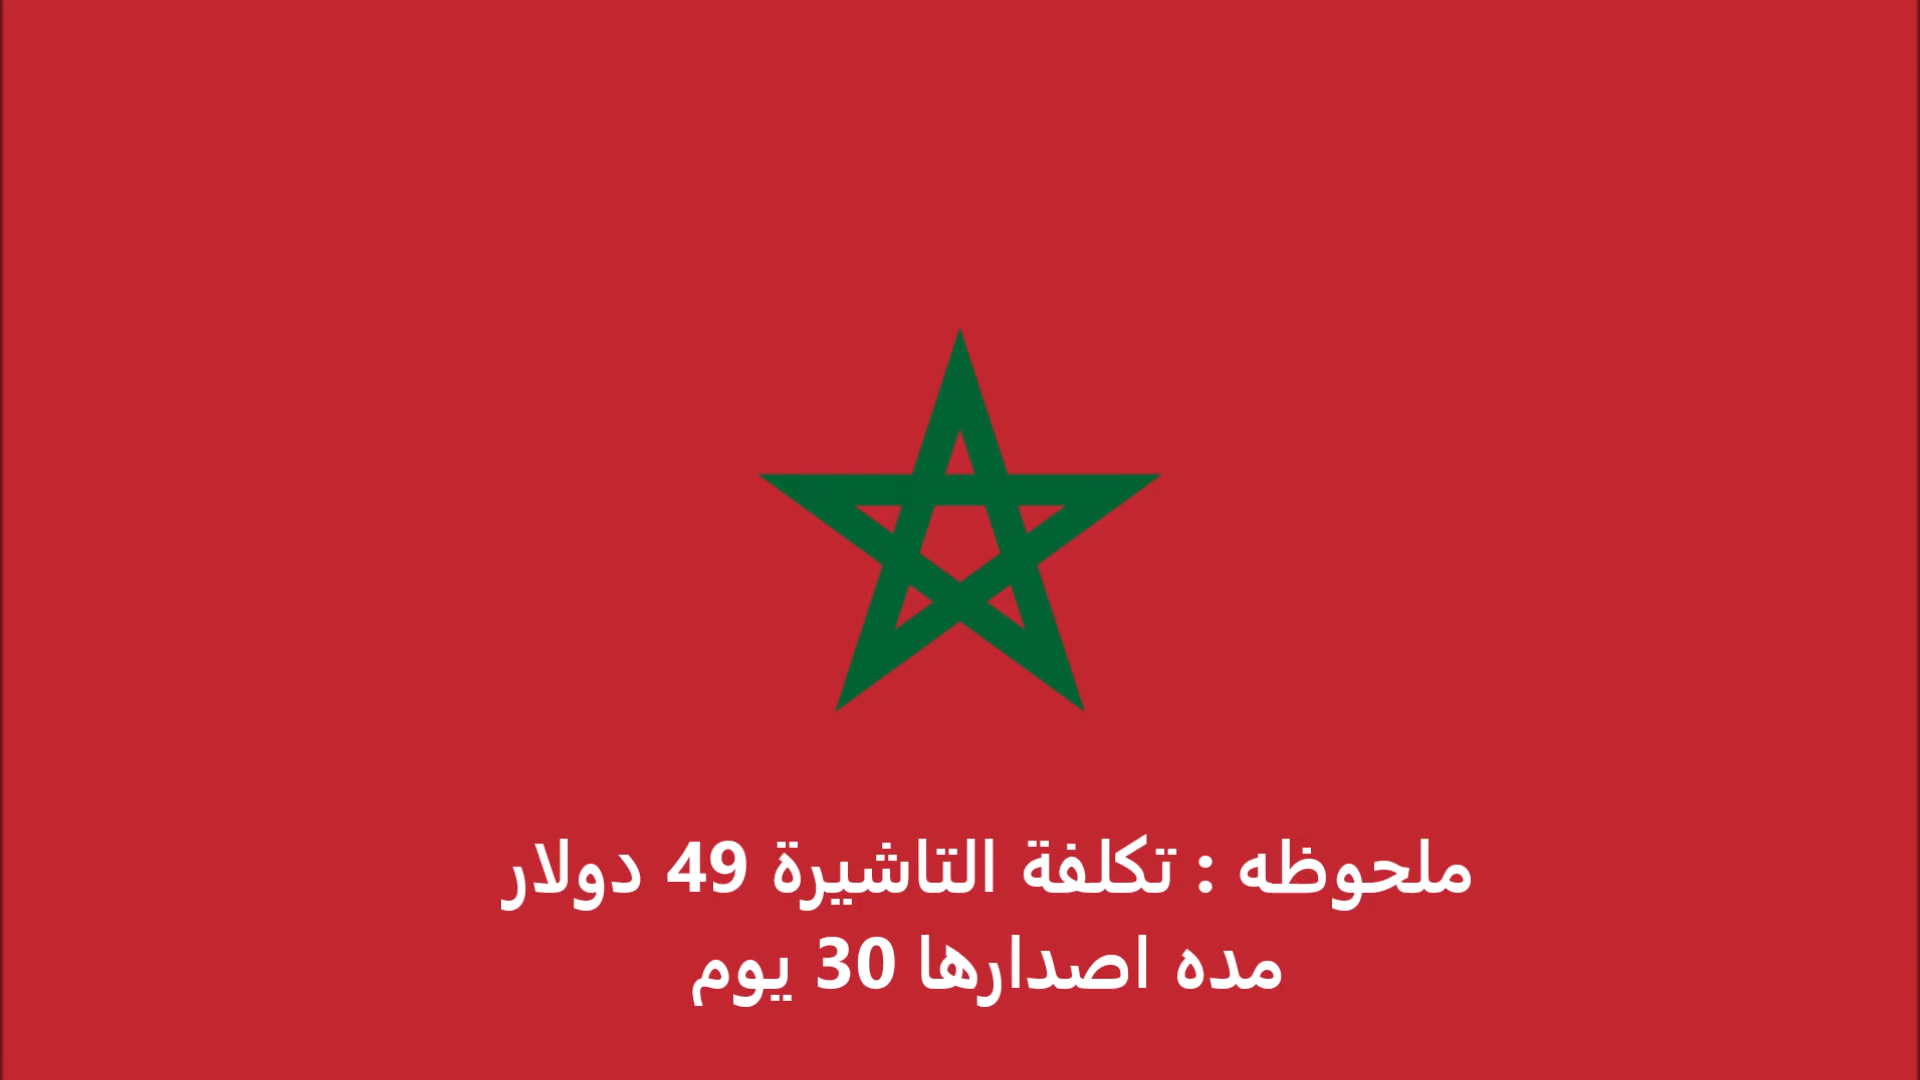 ملحوظه : تكلفة التاشيرة 49 دولار
مده اصدارها 30 يوم